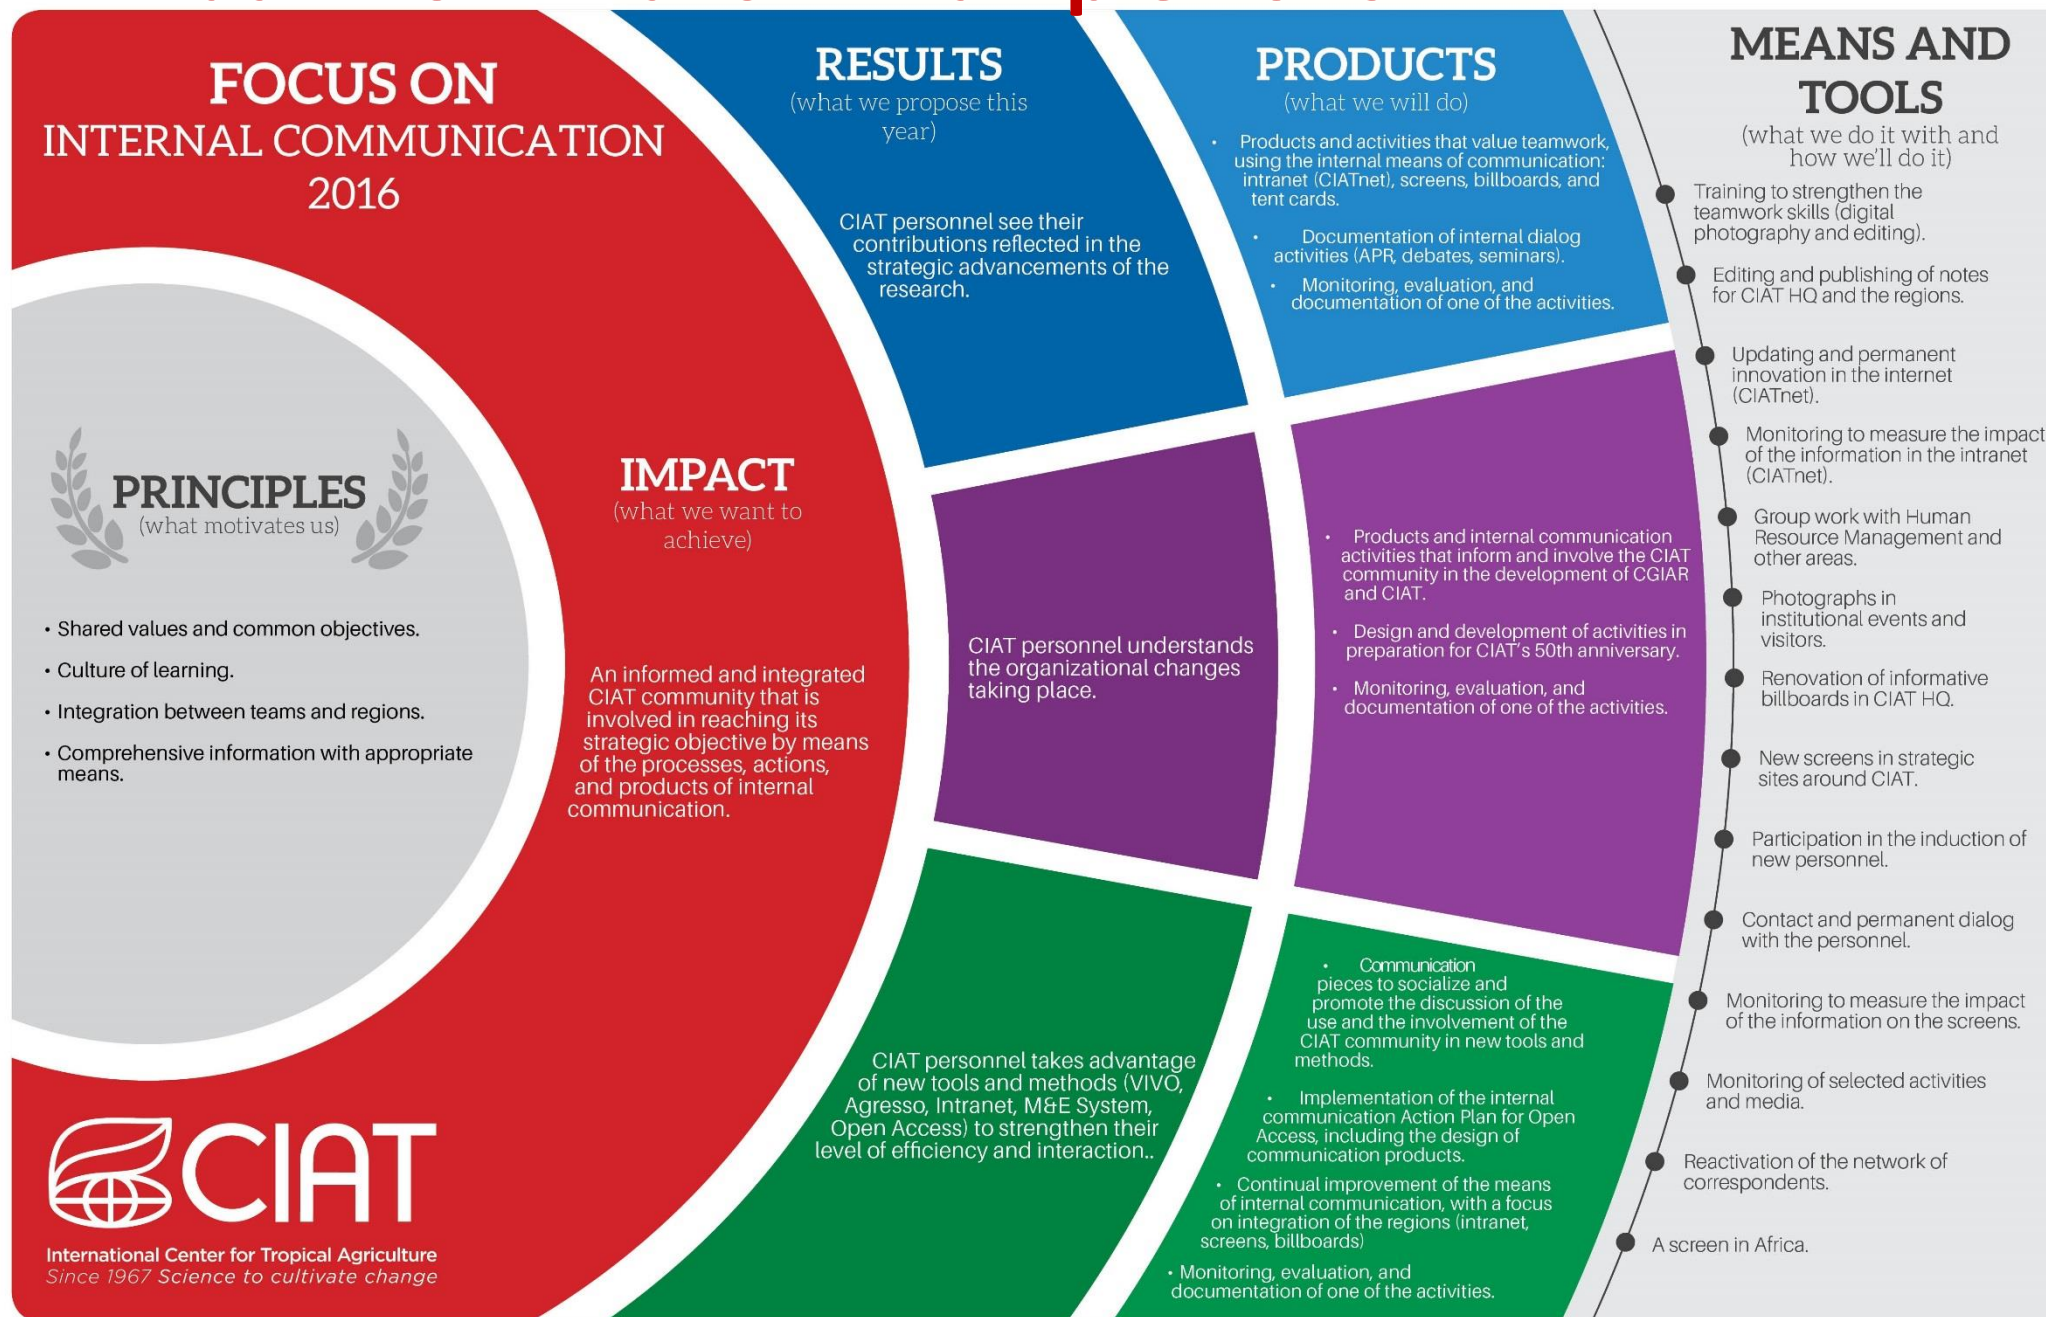 FOCUS ON
INTERNAL COMMUNICATION
2016
PRINCIPLES
(what motivates us)
• Shared values and common objectives.
• Culture of learning.
• Integration between teams and regions.
• Comprehensive information with appropriate
means.
CIAT
International Center for Tropical Agriculture
Since 1967 Science to cultivate change
IMPACT
(what we want to
achieve)
An informed and integrated
CIAT community that is
involved in reaching its
strategic objective by means
of the processes, actions,
and products of internal
communication.
RESULTS
(what we propose this
year)
CIAT personnel see their
contributions reflected in the
strategic advancements of the
research.
CIAT personnel understands
the organizational changes
taking place.
CIAT personnel takes advantage
of new tools and methods (VIVO,
Agresso, Intranet, M&E System,
Open Access) to strengthen their
level of efficiency and interaction..
PRODUCTS
(what we will do)
• Products and activities that value teamwork,
using the internal means of communication:
intranet (CIATnet), screens, billboards, and
tent cards.
• Documentation of internal dialog
activities (APR, debates, seminars).
• Monitoring, evaluation, and
documentation of one of the activities.
• Products and internal communication
activities that inform and involve the CIAT
community in the development of CGIAR
and CIAT.
• Design and development of activities in
preparation for CIAT's 50th anniversary.
• Monitoring, evaluation, and
documentation of one of the activities.
• Communication
pieces to socialize and
promote the discussion of the
use and the involvement of the
CIAT community in new tools and
methods.
• Implementation of the internal
communication Action Plan for Open
Access, including the design of
communication products.
• Continual improvement of the means
of internal communication, with a focus
on integration of the regions (intranet,
screens, billboards)
• Monitoring, evaluation, and
documentation of one of the activities.
MEANS AND
TOOLS
(what we do it with and
how we'll do it)
Training to strengthen the
teamwork skills (digital
photography and editing).
Editing and publishing of notes
for CIAT HQ and the regions.
Updating and permanent
innovation in the internet
(CIATnet).
Monitoring to measure the impact
of the information in the intranet
(CIATnet).
Group work with Human
Resource Management and
other areas.
Photographs in
institutional events and
visitors.
Renovation of informative
billboards in CIAT HQ.
New screens in strategic
sites around CIAT.
Participation in the induction of
new personnel.
Contact and permanent dialog
with the personnel.
Monitoring to measure the impact
of the information on the screens.
Monitoring of selected activities
and media.
Reactivation of the network of
correspondents.
A screen in Africa.